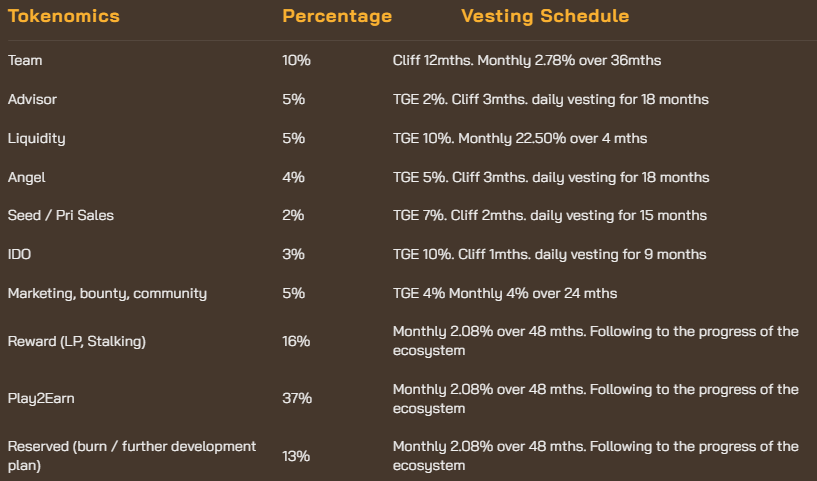 Tokenomics Percentage Vesting Schedule
Team 10% Cliff 12mths. Monthly 2.78% over 36mths
Advisor 5% TGE 2%. Cliff 3mths. daily vesting for 18 months
Liquidity 5% TGE 10%. Monthly 22.50% over 4 mths
Angel 4% TGE 5%. Cliff 3mths. daily vesting for 18 months
Seed / Pri Sales 2% TGE 7%. Cliff 2mths. daily vesting for 15 months
IDO 3% TGE 10%. Cliff 1mths. daily vesting for 9 months
Marketing, bounty, community 5% TGE 4% Monthly 4% over 24 mths
Reward (LP, Stalking) 16% Monthly 2.08% over 48 mths. Following to the progress of the
ecosystem
Play2Earn 37% Monthly 2.08% over 48 mths. Following to the progress of the
ecosystem
Reserved (burn / further development 13% Monthly 2.08% over 48 mths. Following to the progress of the
plan) ecosystem